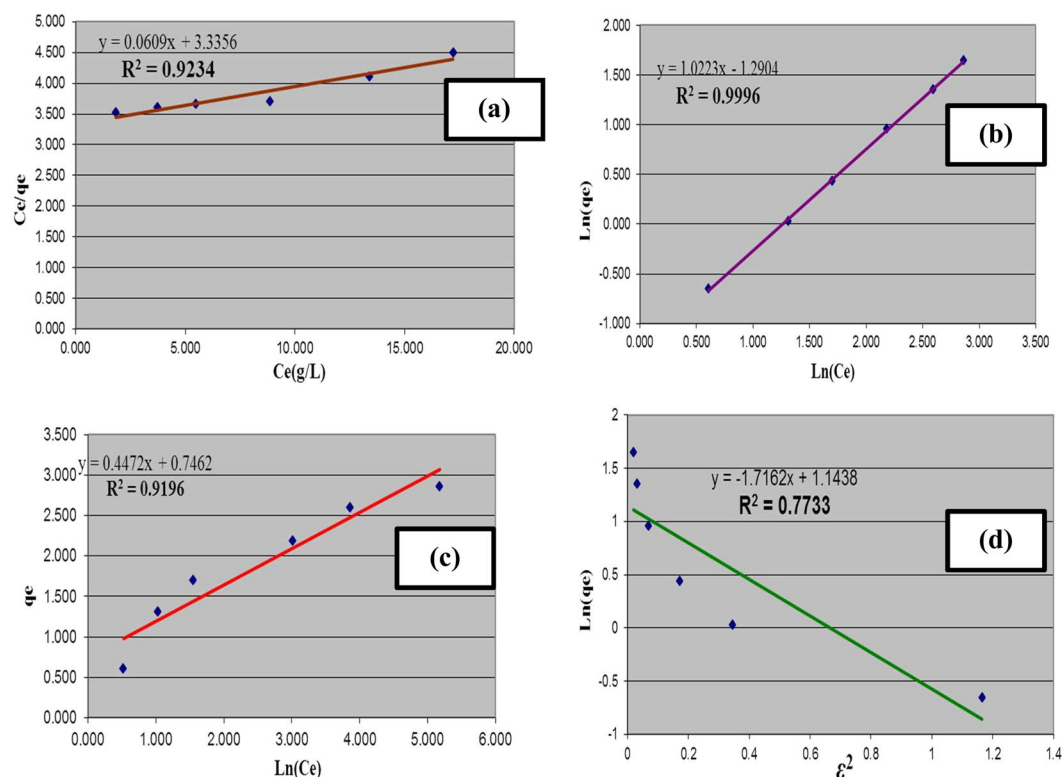 5.000
4.500
4.000
3.500
3.000
2.500
2.000
1.500
1.000
0.500
0.000
Ce/qe
y = 0.0609x + 3.3356
R² = 0.9234
(a)
0.000 5.000 10.000 15.000 20.000
Ce(g/L)
2.000
1.500
1.000
0.500
0.000
-0.500
-1.000
Ln(qe)
y = 1.0223x - 1.2904
R² = 0.9996
(b)
0.000 0.500 1.000 1.500 2.000 2.500 3.000 3.500
Ln(Ce)
3.500
3.000
2.500
2.000
1.500
1.000
0.500
0.000
qe
y = 0.4472x + 0.7462
R² = 0.9196
(c)
0.000 1.000 2.000 3.000 4.000 5.000 6.000
Ln(Ce)
2
1.5
1
0.5
0
-0.5
-1
Ln(qe)
y = -1.7162x + 1.1438
R² = 0.7733
(d)
0 0.2 0.4 0.6 0.8 1 1.2 1.4
ε²